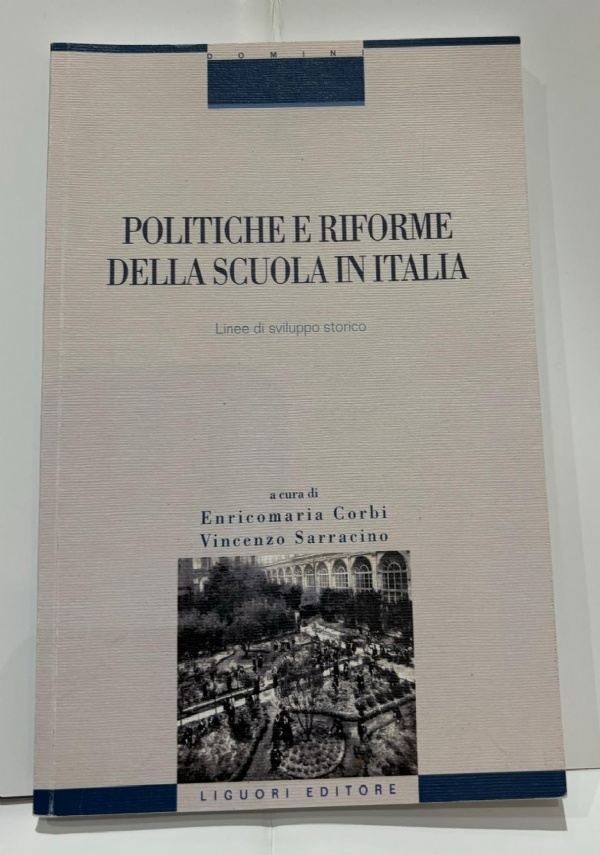 DOMINI
POLITICHE E RIFORME
DELLA SCUOLA IN ITALIA
Linee di sviluppo storico
a cura di
Enricomaria Corbi
Vincenzo Sarracino
LIGUORI EDITORE